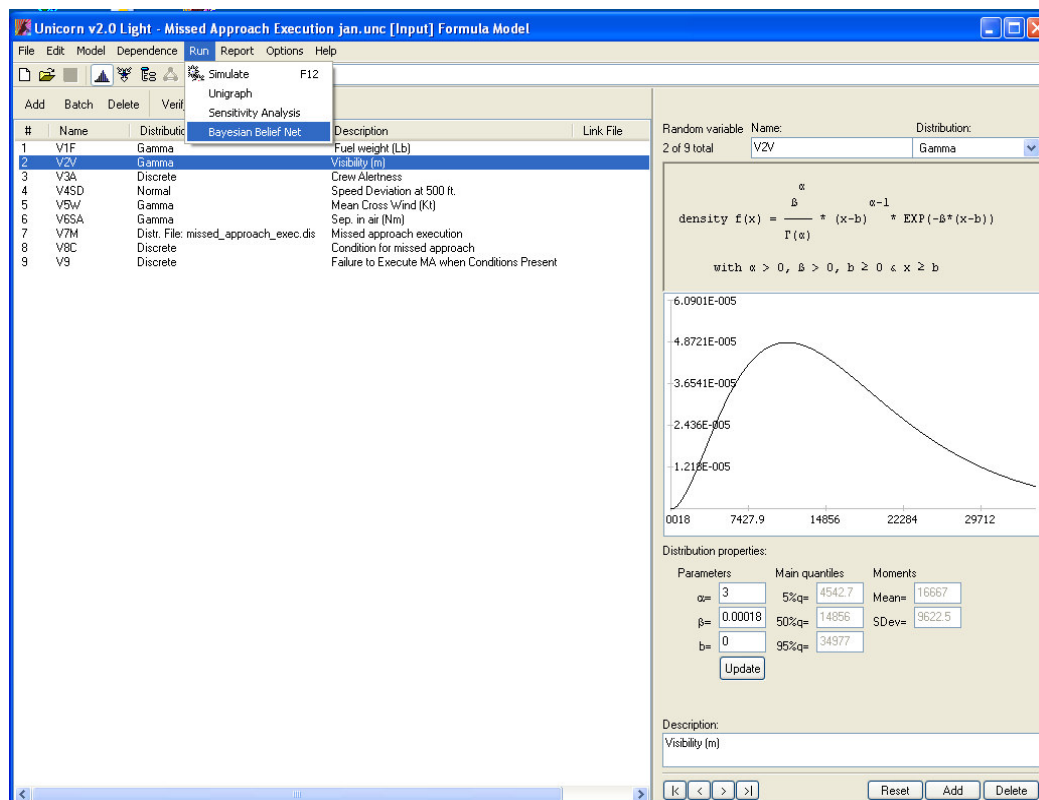 Unicorn v2.0 Light - Missed Approach Execution jan.unc [Input] Formula Model
File Edit Model Dependence Run Report Options Help
Simulate F12
Unigraph
Sensitivity Analysis
Bayesian Belief Net
Add Batch Delete Verif
# Name Distributio Description Link File
1 V1F Gamma Fuel weight (Lb)
2 V2V Gamma Visibility (m)
3 V3A Discrete Crew Alertness
4 V4SD Normal Speed Deviation at 500 ft.
5 V5W Gamma Mean Cross Wind (Kt)
6 V6SA Gamma Sep. in air (Nm)
7 V7M Distr. File: missed_approach_exec.dis Missed approach execution
8 V8C Discrete Condition for missed approach
9 V9 Discrete Failure to Execute MA when Conditions Present
Random variable Name: Distribution:
2 of 9 total V2V Gamma
α
ß α-1
density f(x) = ―― * (x-b) * EXP(-ß*(x-b))
Γ(α)
with α > 0, ß > 0, b ≥ 0 & x ≥ b
6.0901E-005
4.8721E-005
3.6541E-005
2.436E-005
1.218E-005
0018 7427.9 14856 22284 29712
Distribution properties:
Parameters Main quantiles Moments
α= 3 5%q= 4542.7 Mean= 16667
β= 0.00018 50%q= 14856 SDev= 9622.5
b= 0 95%q= 34977
Update
Description:
Visibility (m)
|< < > >| Reset Add Delete